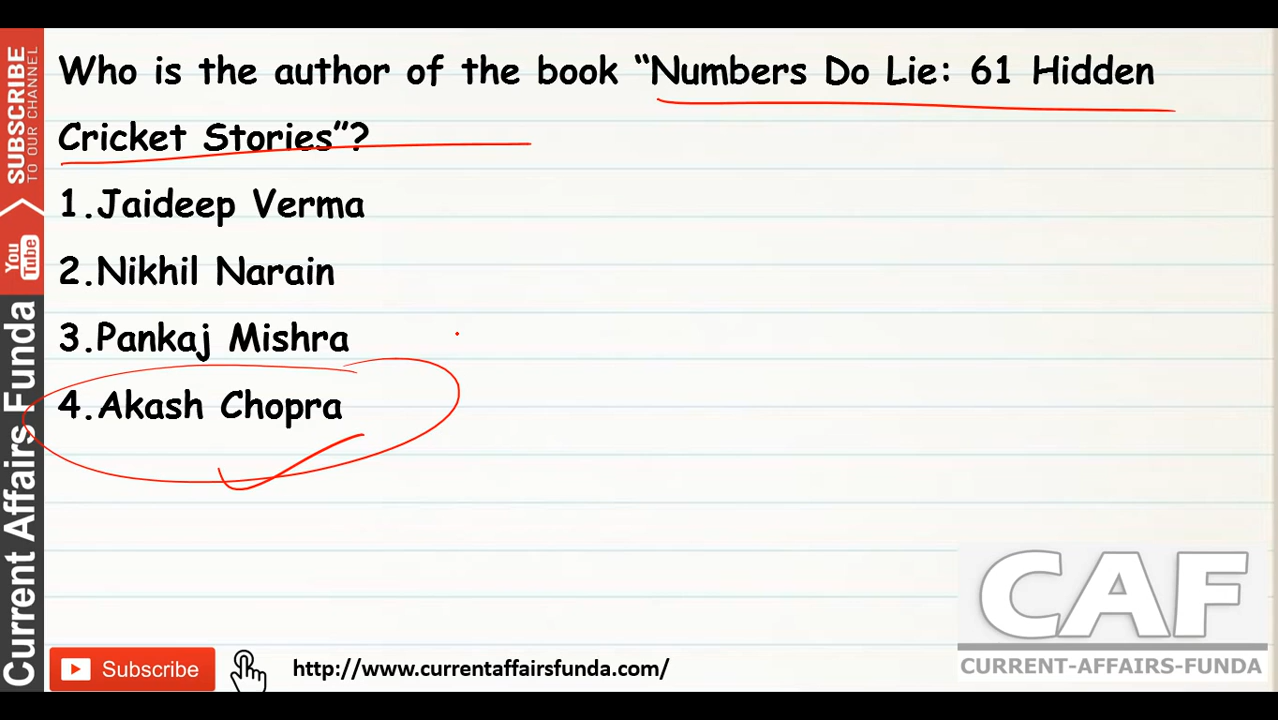 Who is the author of the book “Numbers Do Lie: 61 Hidden
Cricket Stories”?
1.Jaideep Verma
2.Nikhil Narain
3.Pankaj Mishra
4.Akash Chopra
SUBSCRIBE
TO OUR CHANNEL
You
Tube
Current Affairs Funda
Subscribe
http://www.currentaffairsfunda.com/
CAF
CURRENT-AFFAIRS-FUNDA